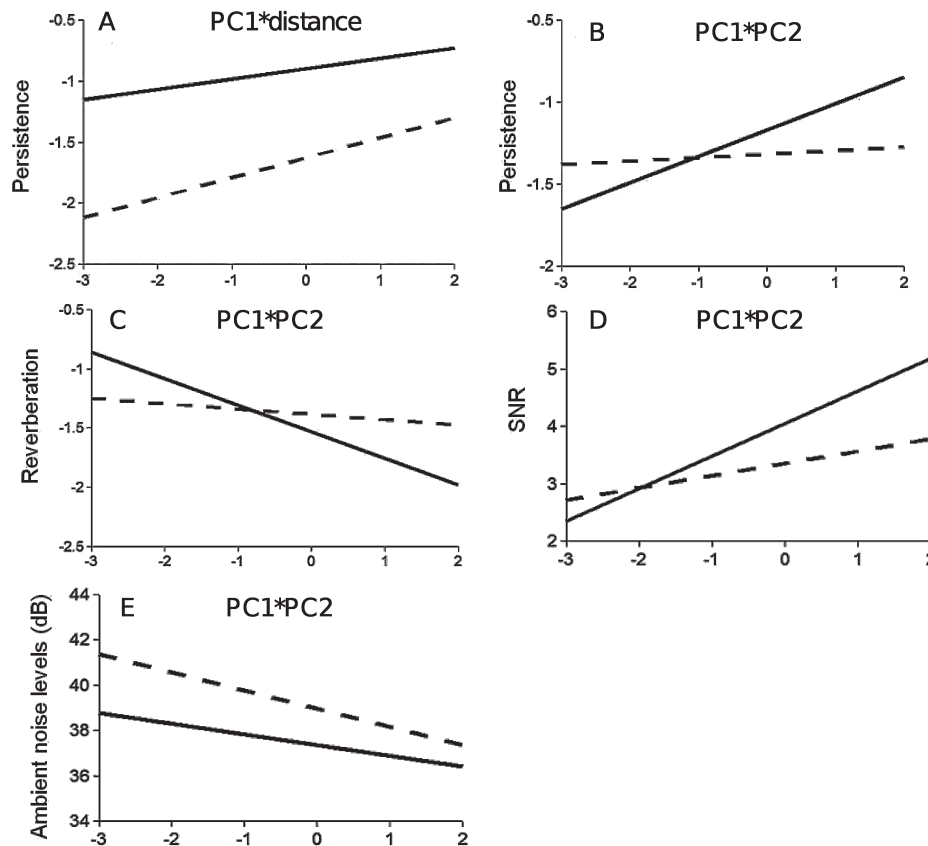 A PC1*distance
Persistence
-0.5
-1
-1.5
-2
-2.5
-3 -2 -1 0 1 2
B PC1*PC2
Persistence
-0.5
-1
-1.5
-2
-3 -2 -1 0 1 2
C PC1*PC2
Reverberation
-0.5
-1
-1.5
-2
-2.5
-3 -2 -1 0 1 2
D PC1*PC2
SNR
6
5
4
3
2
-3 -2 -1 0 1 2
E PC1*PC2
Ambient noise levels (dB)
44
42
40
38
36
34
-3 -2 -1 0 1 2